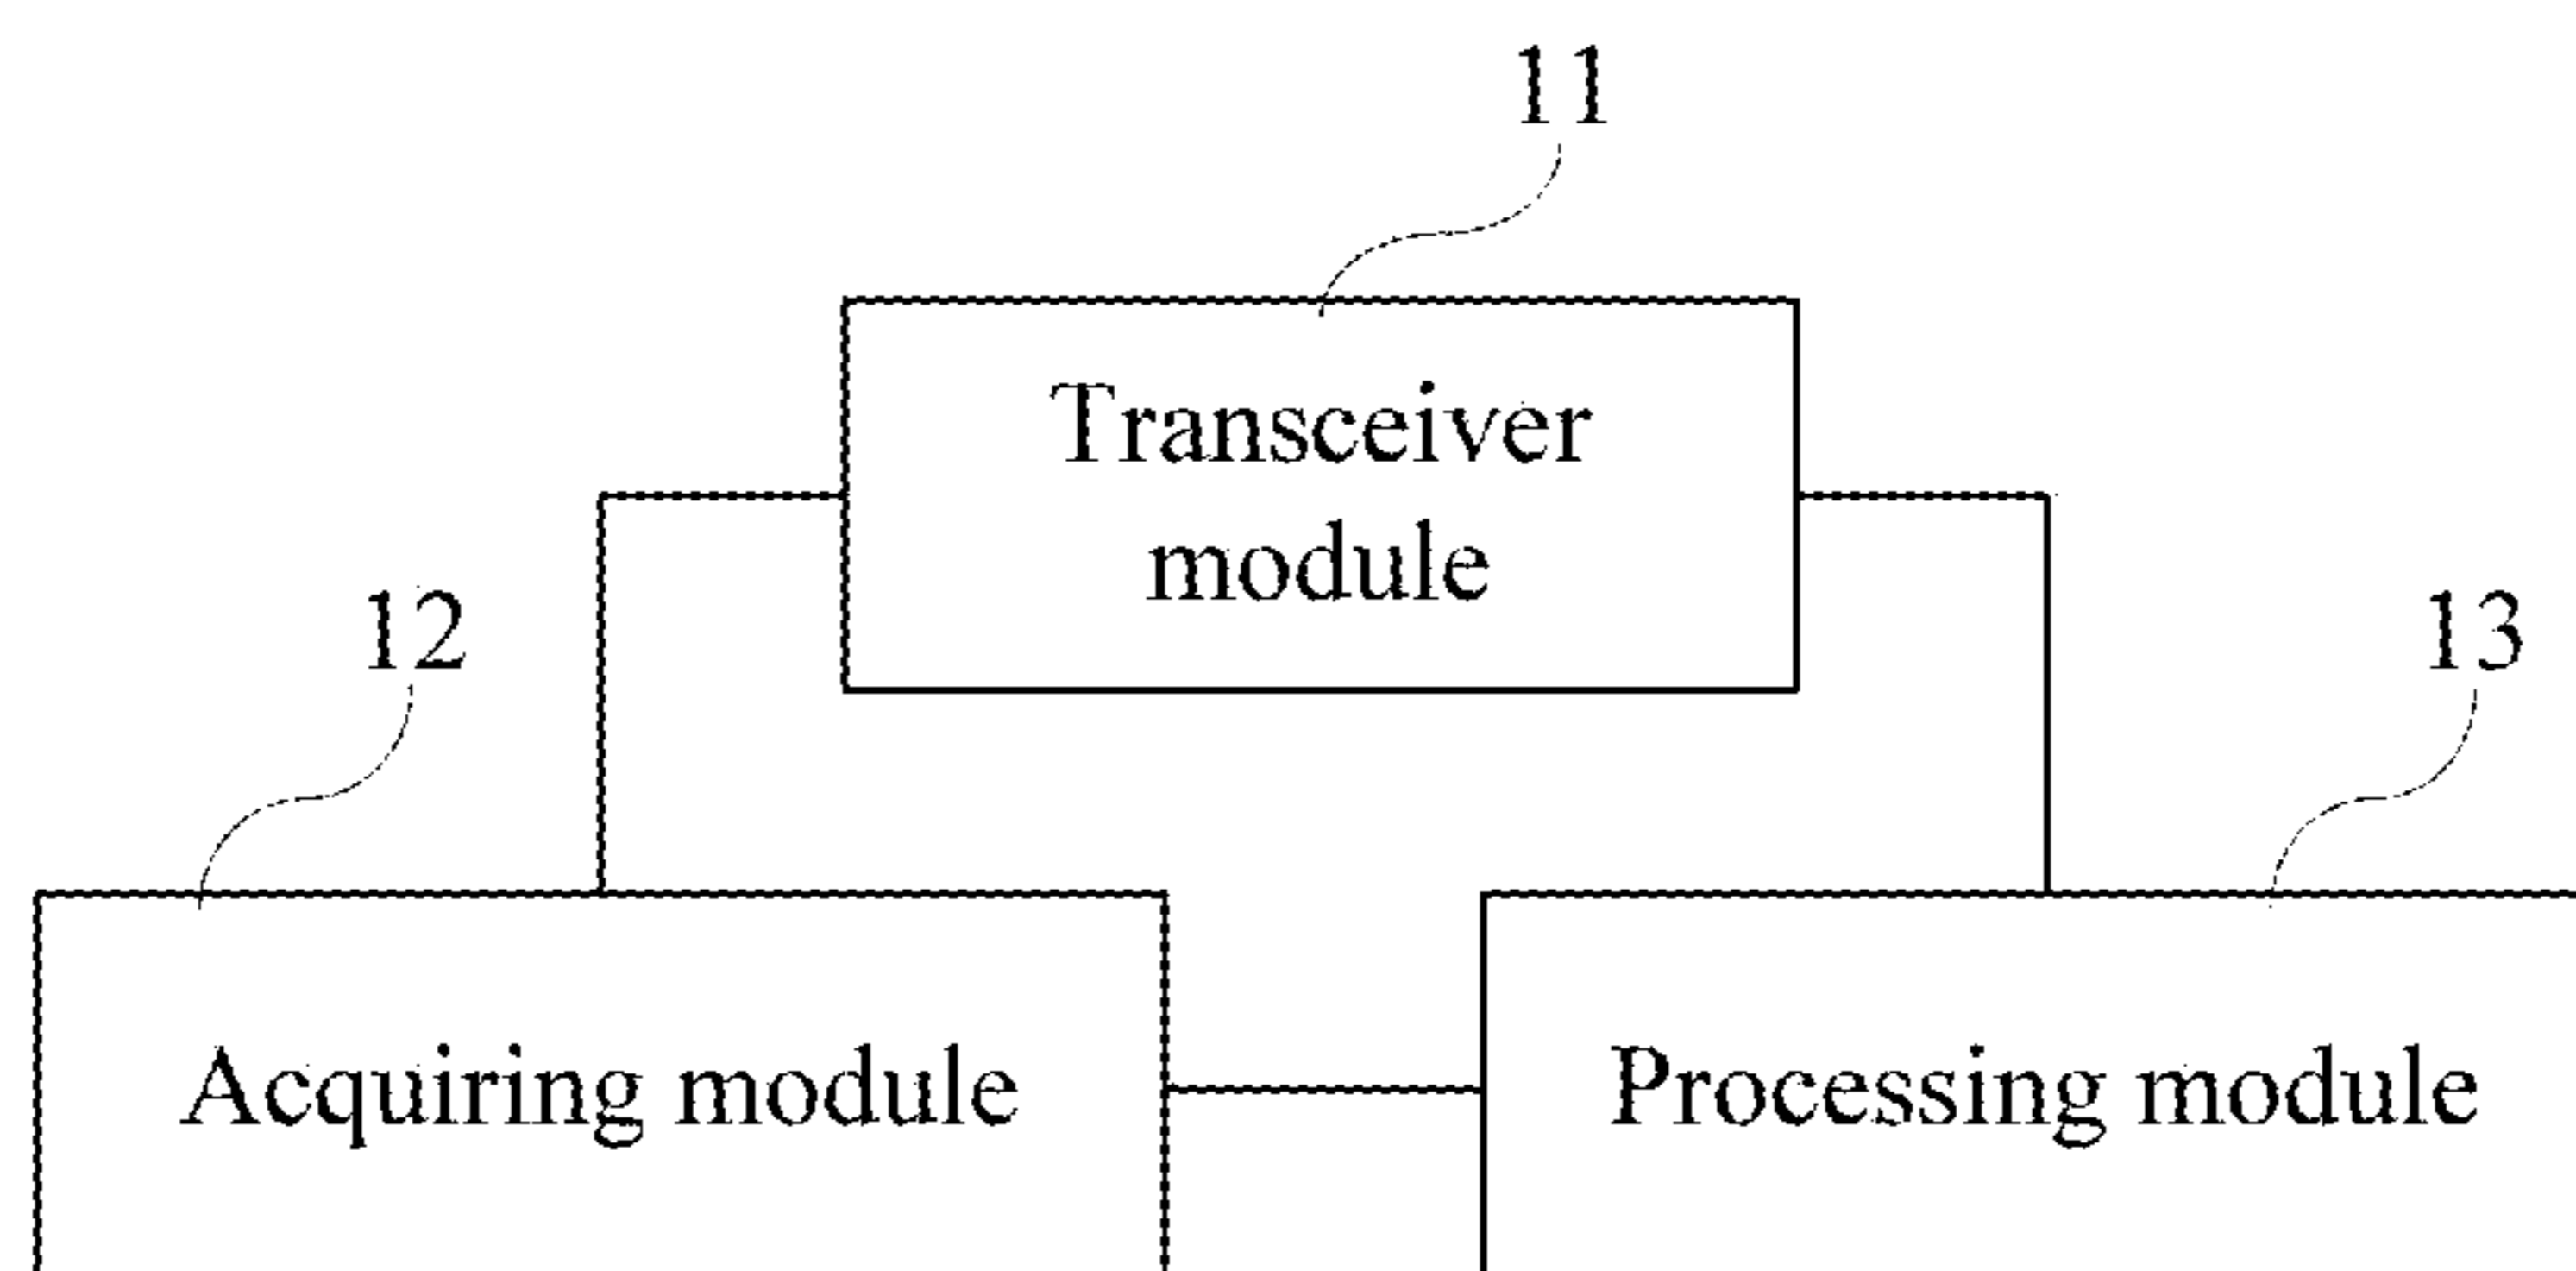 11
Transceiver
module
12
13
Acquiring module
Processing module